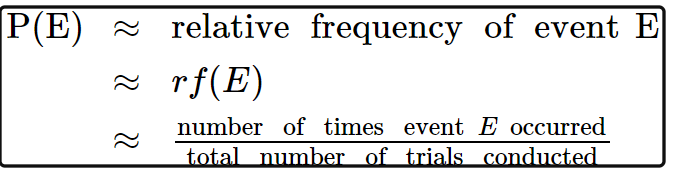 P(E) ≈ relative frequency of event E
≈ rf(E)
≈ number of times event E occurred
total number of trials conducted